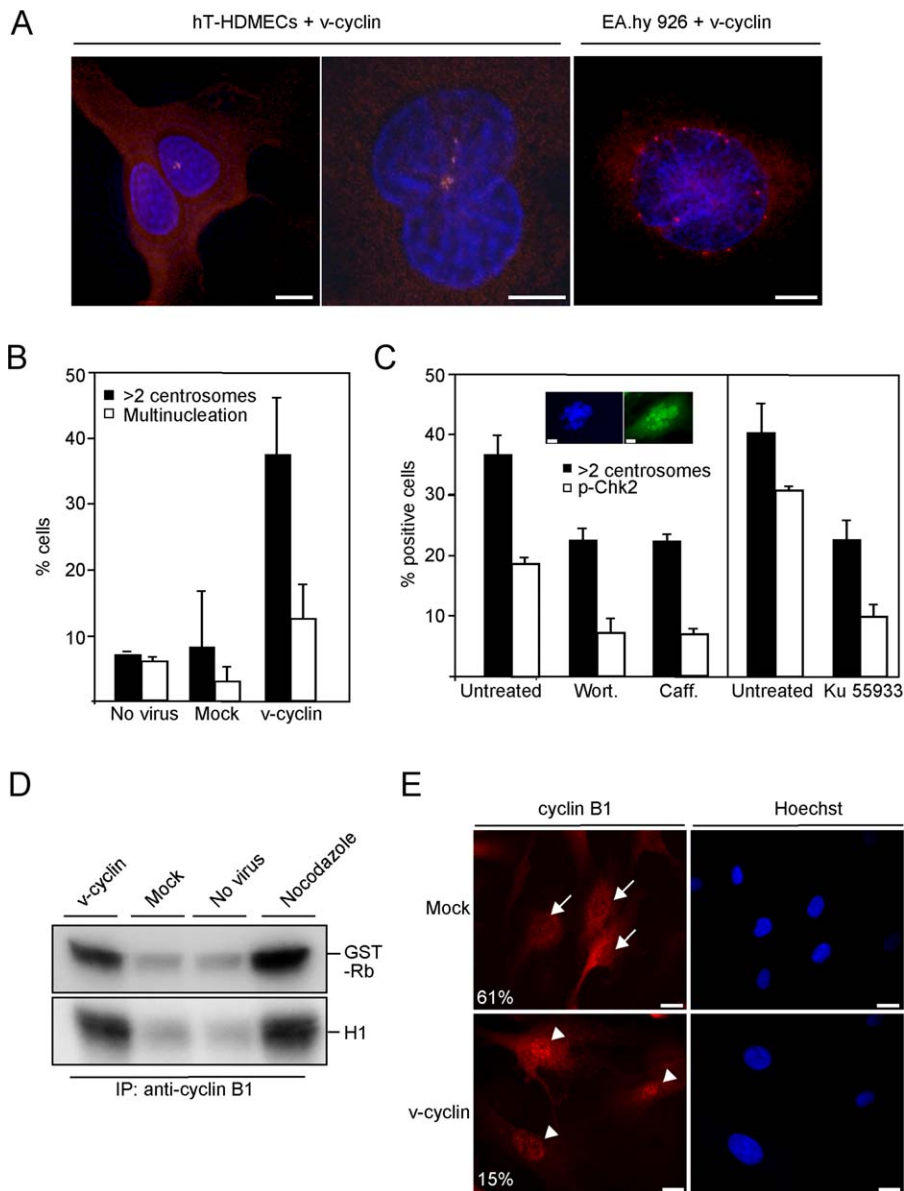 A
hT-HDMECs + v-cyclin
EA.hy 926 + v-cyclin
B
50
40
30
20
10
% cells
>2 centrosomes
Multinucleation
No virus
Mock
v-cyclin
C
50
40
30
20
10
% positive cells
>2 centrosomes
p-Chk2
Untreated
Wort.
Caff.
Untreated
Ku 55933
D
v-cyclin
Mock
No virus
Nocodazole
GST
-Rb
H1
IP: anti-cyclin B1
E
cyclin B1
Hoechst
Mock
61%
v-cyclin
15%